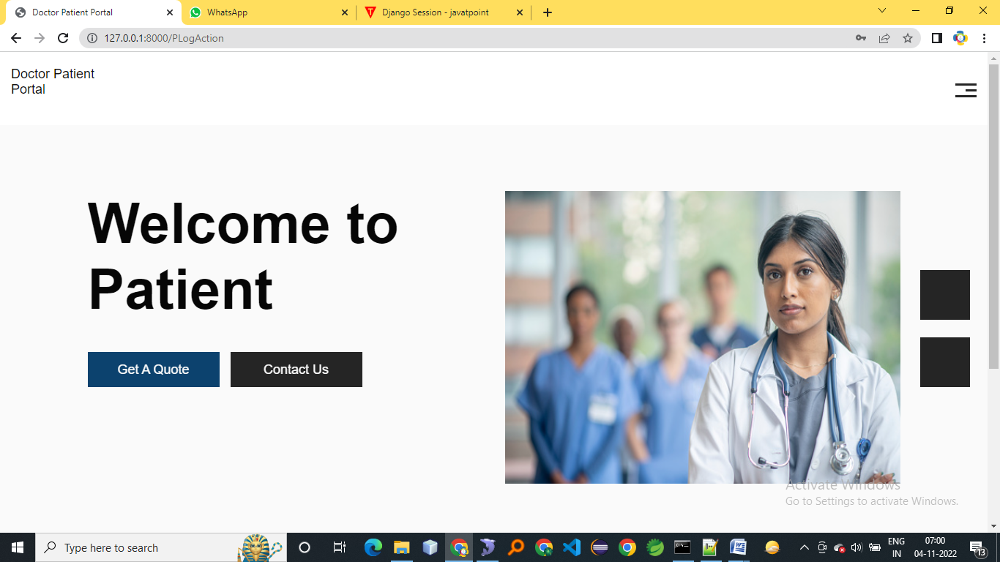 Doctor Patient Portal
WhatsApp
Django Session - javatpoint
127.0.0.1:8000/PLogAction
Doctor Patient
Portal
Welcome to
Patient
Get A Quote
Contact Us
Activate Windows
Go to Settings to activate Windows.
Type here to search
ENG
IN
07:00
04-11-2022
13